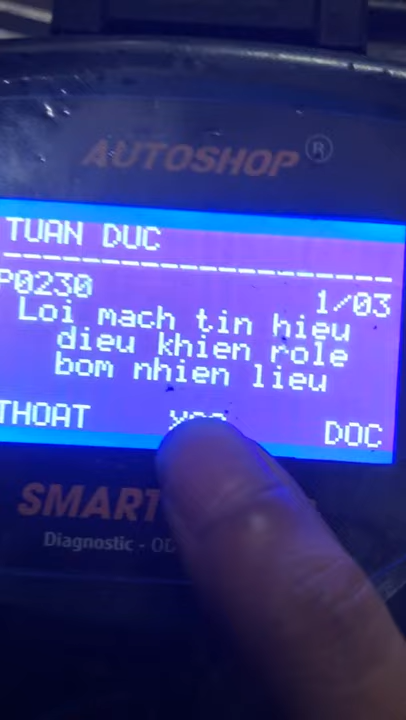 AUTOSHOP ®
TUAN DUC
P0230 1/03
Loi mach tin hieu
dieu khien role
bom nhien lieu
THOAT DOC
SMART
Diagnostic - OD